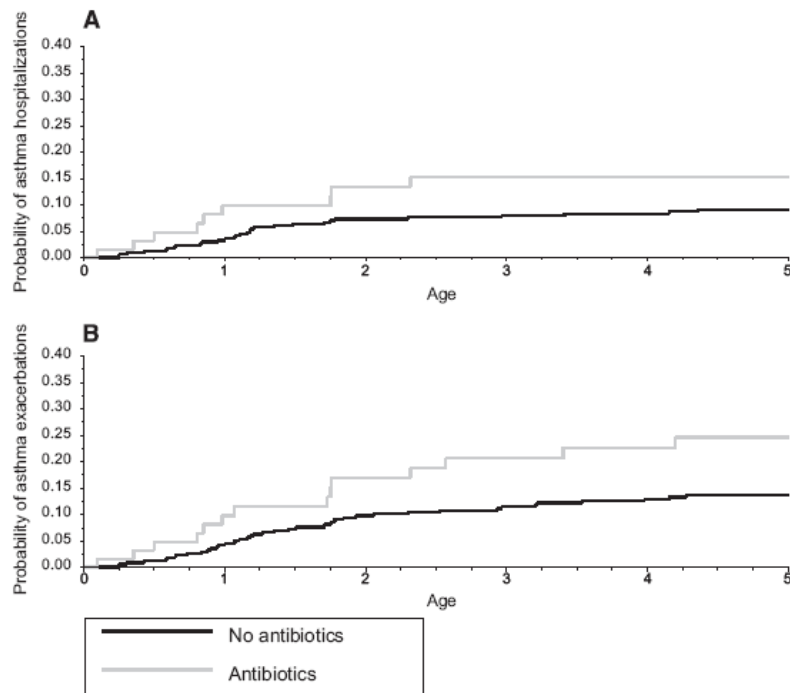 A
Probability of asthma hospitalizations
0.40
0.35
0.30
0.25
0.20
0.15
0.10
0.05
0.00
0 1 2 3 4 5
Age
B
Probability of asthma exacerbations
0.40
0.35
0.30
0.25
0.20
0.15
0.10
0.05
0.00
0 1 2 3 4 5
Age
No antibiotics
Antibiotics